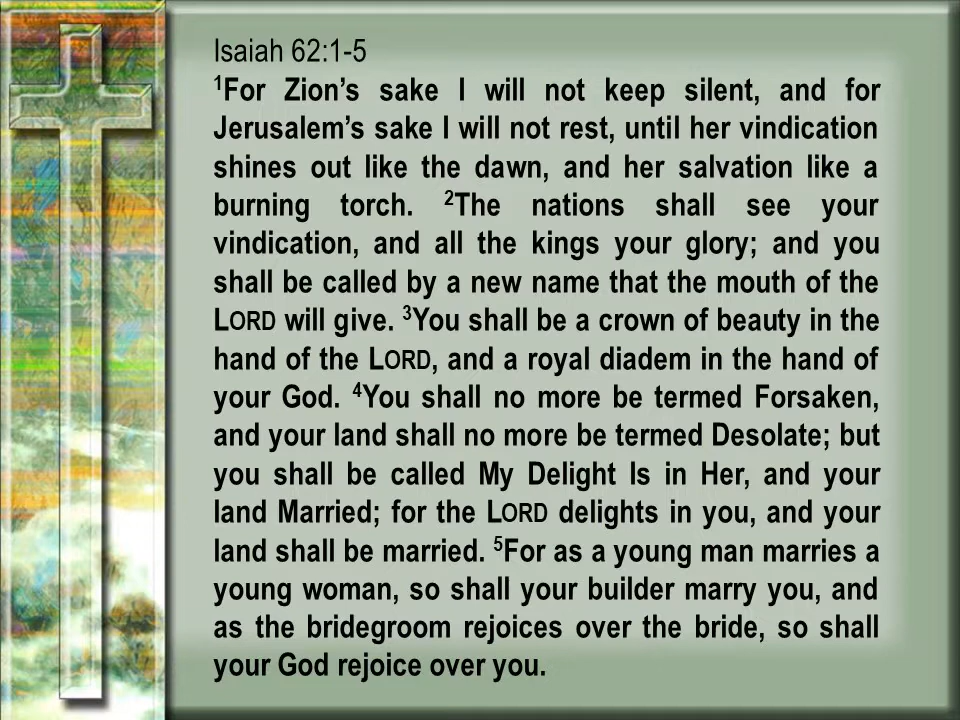 Isaiah 62:1-5
1For Zion’s sake I will not keep silent, and for
Jerusalem’s sake I will not rest, until her vindication
shines out like the dawn, and her salvation like a
burning torch. 2The nations shall see your
vindication, and all the kings your glory; and you
shall be called by a new name that the mouth of the
LORD will give. 3You shall be a crown of beauty in the
hand of the LORD, and a royal diadem in the hand of
your God. 4You shall no more be termed Forsaken,
and your land shall no more be termed Desolate; but
you shall be called My Delight Is in Her, and your
land Married; for the LORD delights in you, and your
land shall be married. 5For as a young man marries a
young woman, so shall your builder marry you, and
as the bridegroom rejoices over the bride, so shall
your God rejoice over you.